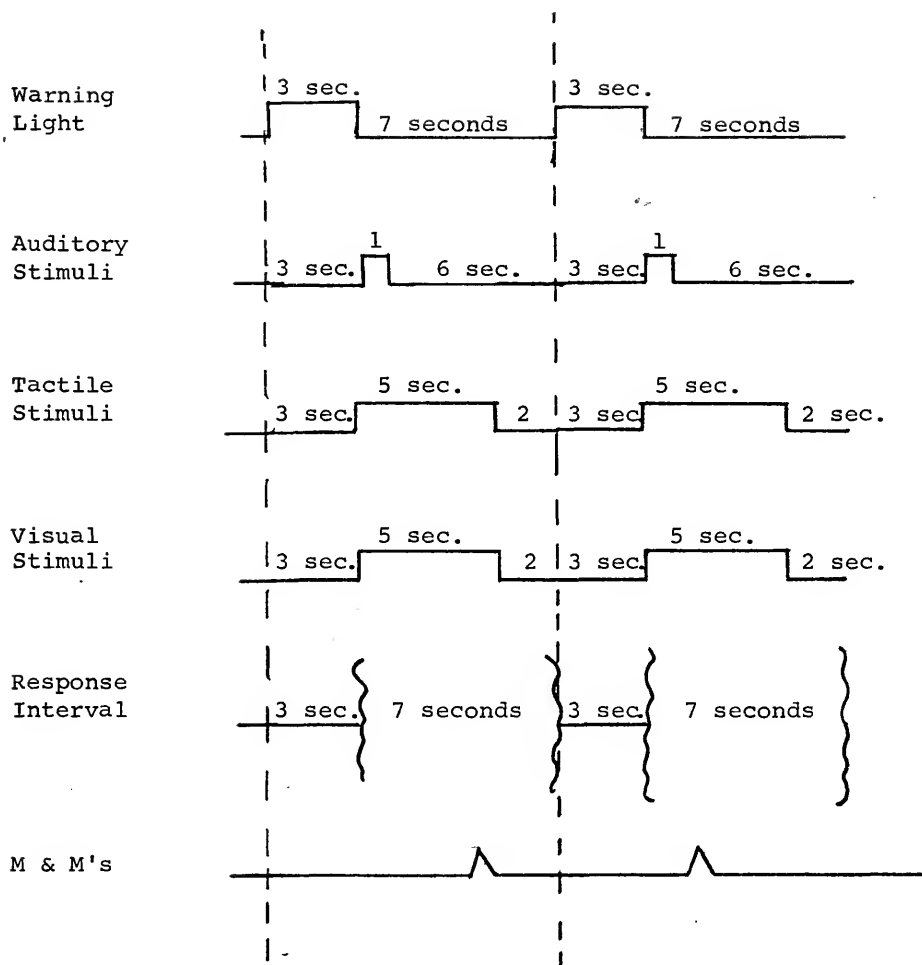 3 sec. 3 sec.
Warning
Light
7 seconds 7 seconds
Auditory 1 1
Stimuli 3 sec. 6 sec. 3 sec. 6 sec.
Tactile 5 sec. 5 sec.
Stimuli 3 sec. 2 3 sec. 2 sec.
Visual 5 sec. 5 sec.
Stimuli 3 sec. 2 3 sec. 2 sec.
Response
Interval 3 sec. 7 seconds 3 sec. 7 seconds
M & M's